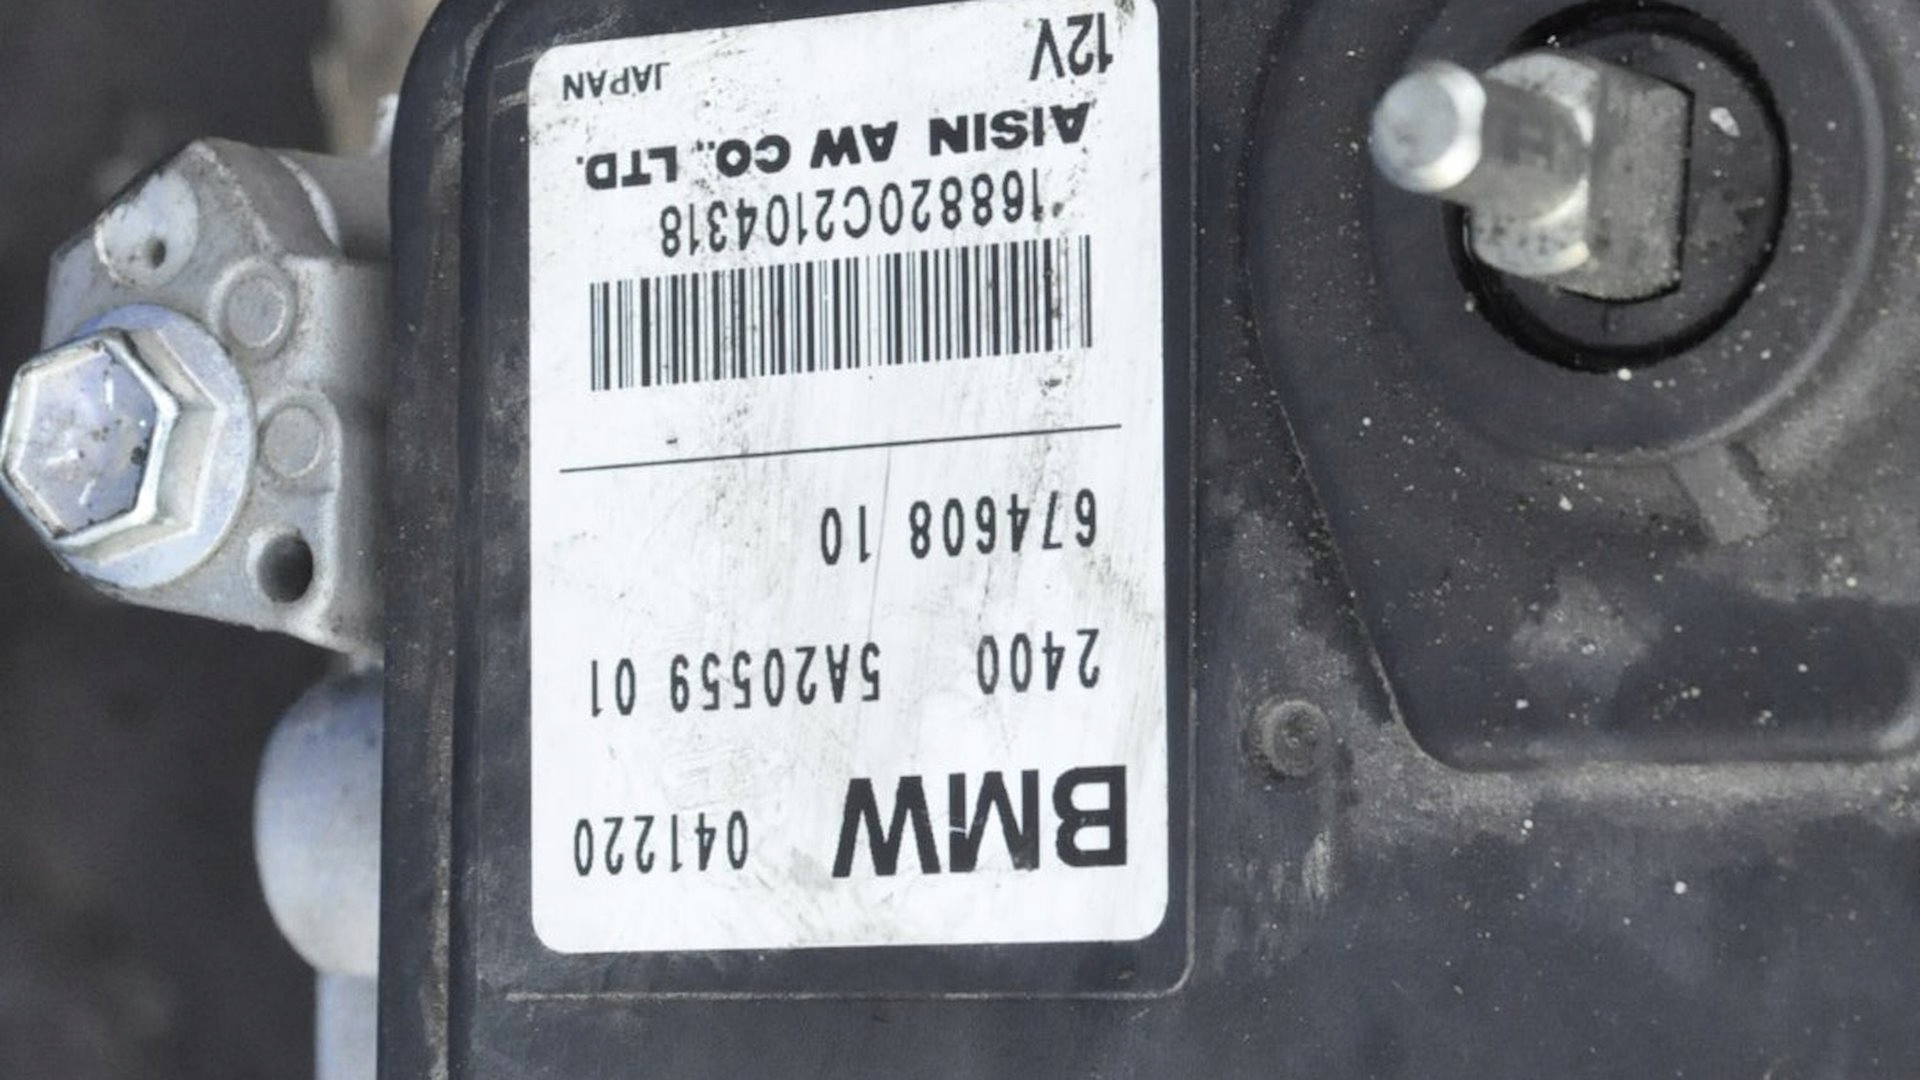 BMW 041220
2400 5A20559 01
674608 10
168820C2104318
AISIN AW CO., LTD.
12V JAPAN